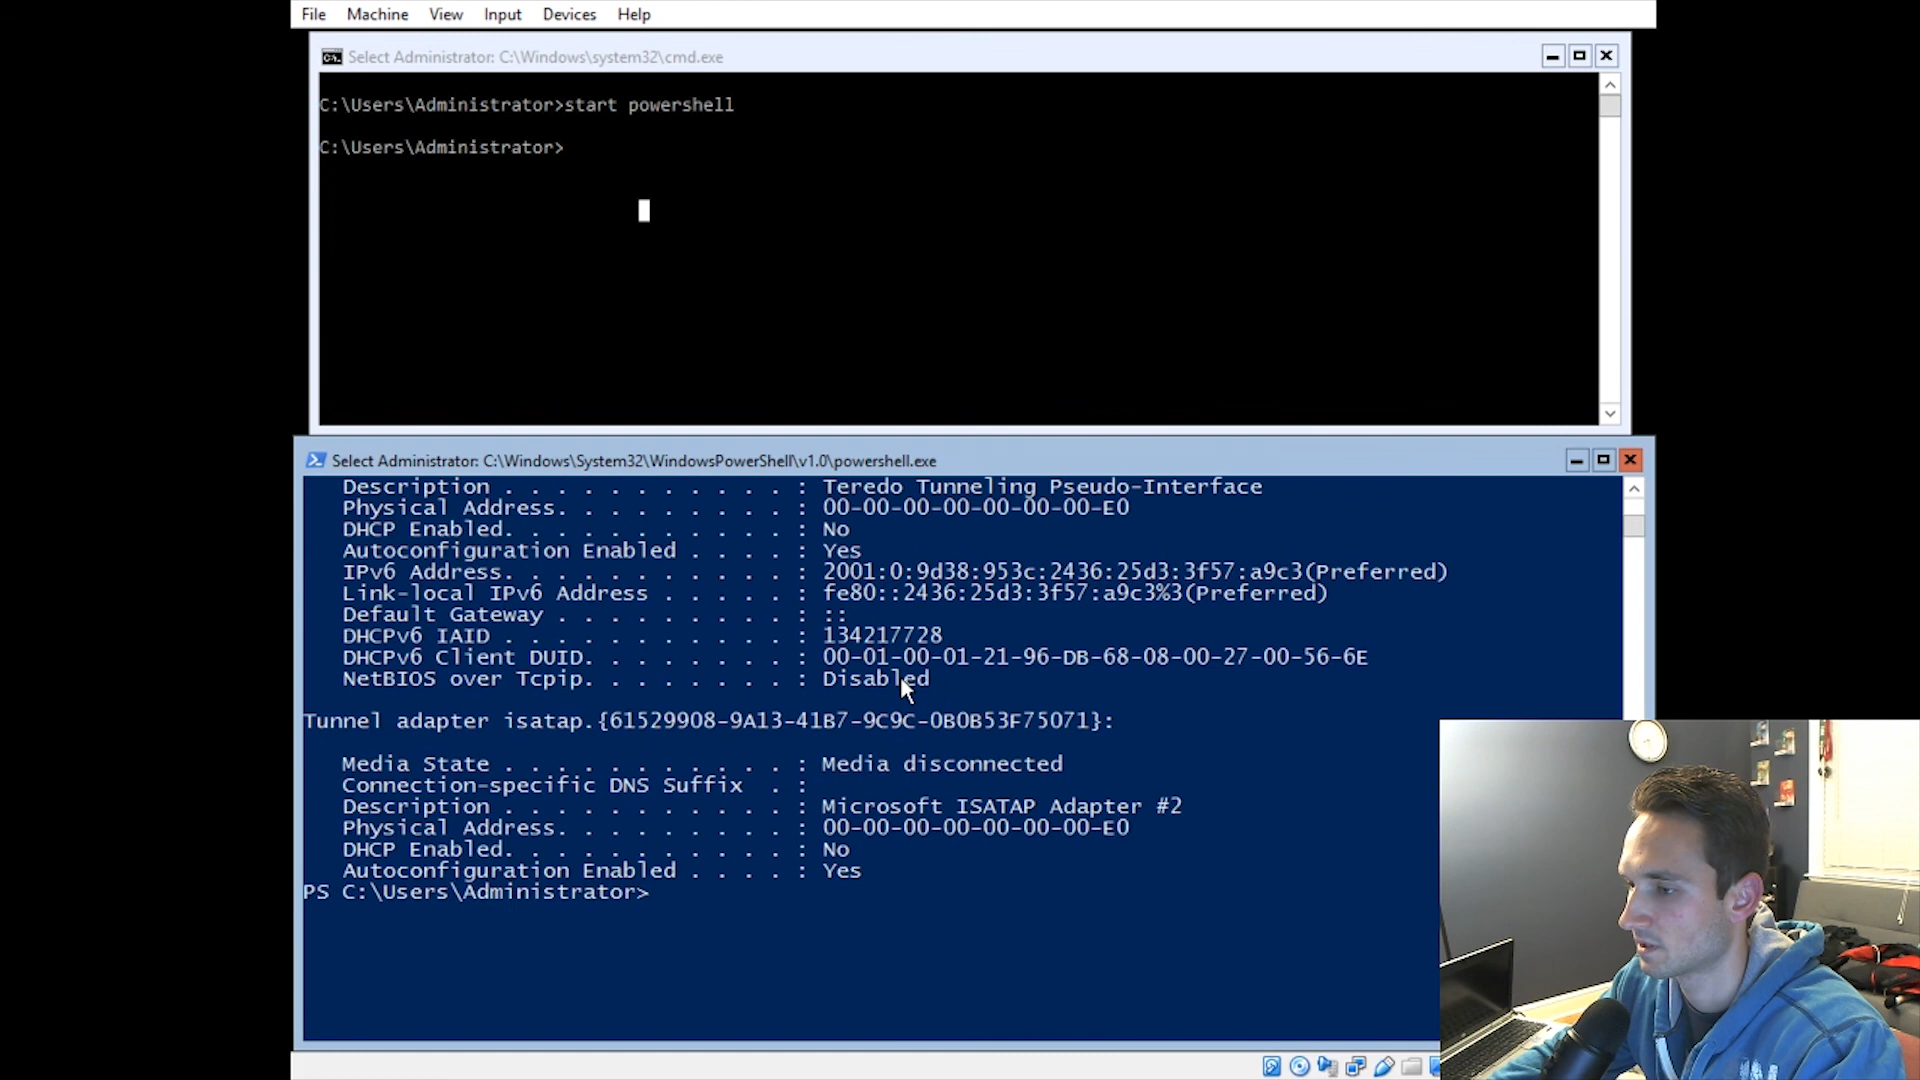 File Machine View Input Devices Help
Select Administrator: C:\Windows\system32\cmd.exe
C:\Users\Administrator>start powershell
C:\Users\Administrator>
Select Administrator: C:\Windows\System32\WindowsPowerShell\v1.0\powershell.exe
Description . . . . . . . . . . . : Teredo Tunneling Pseudo-Interface
Physical Address. . . . . . . . . : 00-00-00-00-00-00-00-E0
DHCP Enabled. . . . . . . . . . . : No
Autoconfiguration Enabled . . . . : Yes
IPv6 Address. . . . . . . . . . . : 2001:0:9d38:953c:2436:25d3:3f57:a9c3(Preferred)
Link-local IPv6 Address . . . . . : fe80::2436:25d3:3f57:a9c3%3(Preferred)
Default Gateway . . . . . . . . . : ::
DHCPv6 IAID . . . . . . . . . . . : 134217728
DHCPv6 Client DUID. . . . . . . . : 00-01-00-01-21-96-DB-68-08-00-27-00-56-6E
NetBIOS over Tcpip. . . . . . . . : Disabled
Tunnel adapter isatap.{61529908-9A13-41B7-9C9C-0B0B53F75071}:
Media State . . . . . . . . . . . : Media disconnected
Connection-specific DNS Suffix  . :
Description . . . . . . . . . . . : Microsoft ISATAP Adapter #2
Physical Address. . . . . . . . . : 00-00-00-00-00-00-00-E0
DHCP Enabled. . . . . . . . . . . : No
Autoconfiguration Enabled . . . . : Yes
PS C:\Users\Administrator>